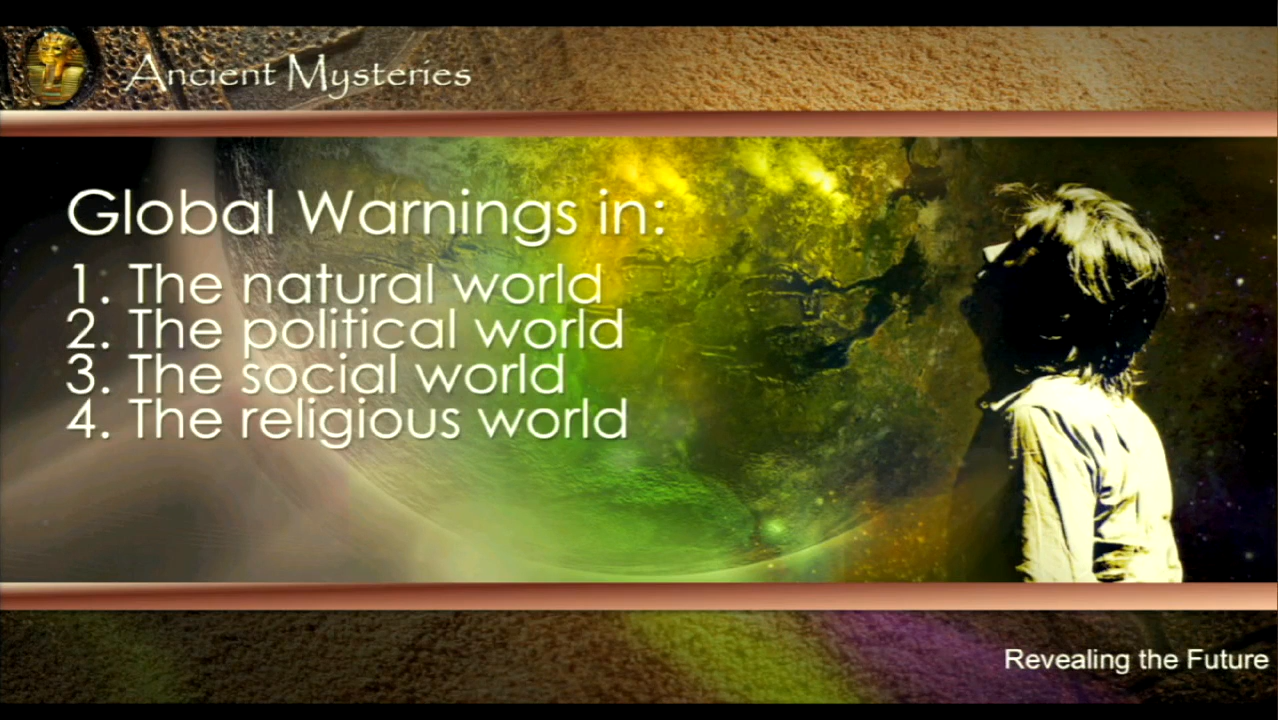 Ancient Mysteries
Global Warnings in:
1. The natural world
2. The political world
3. The social world
4. The religious world
Revealing the Future